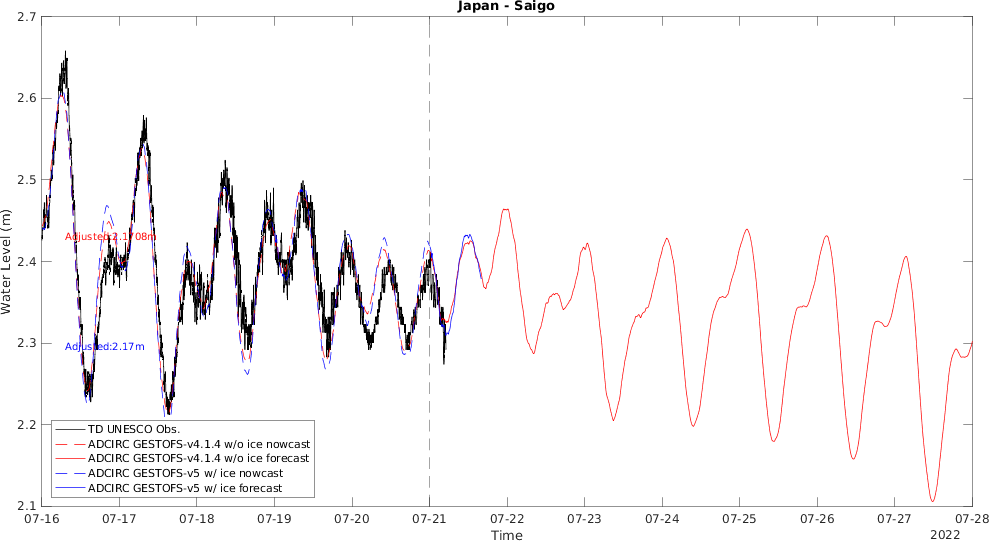 Japan - Saigo
2.7
2.6
2.5
2.4
2.3
2.2
2.1
Water Level (m)
Adjusted:2.1708m
Adjusted:2.17m
TD UNESCO Obs.
ADCIRC GESTOFS-v4.1.4 w/o ice nowcast
ADCIRC GESTOFS-v4.1.4 w/o ice forecast
ADCIRC GESTOFS-v5 w/ ice nowcast
ADCIRC GESTOFS-v5 w/ ice forecast
07-16 07-17 07-18 07-19 07-20 07-21 07-22 07-23 07-24 07-25 07-26 07-27 07-28
Time
2022